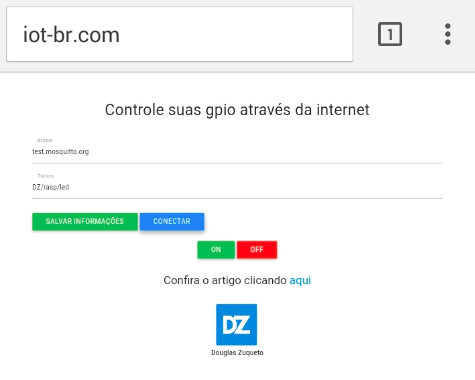 iot-br.com
1
Controle suas gpio através da internet
Broker
test.mosquitto.org
Tópico
DZ/rasp/led
SALVAR INFORMAÇÕES CONECTAR
ON OFF
Confira o artigo clicando aqui
DZ
Douglas Zuqueto